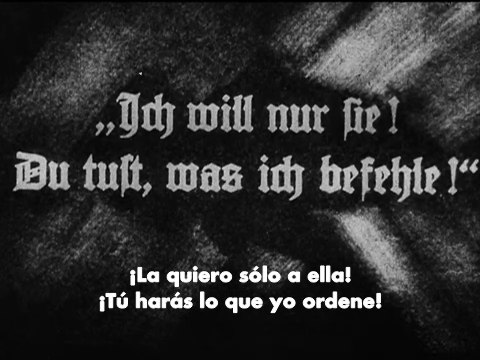 „Ich will nur sie!
Du tust, was ich befehle!“
¡La quiero sólo a ella!
¡Tú harás lo que yo ordene!